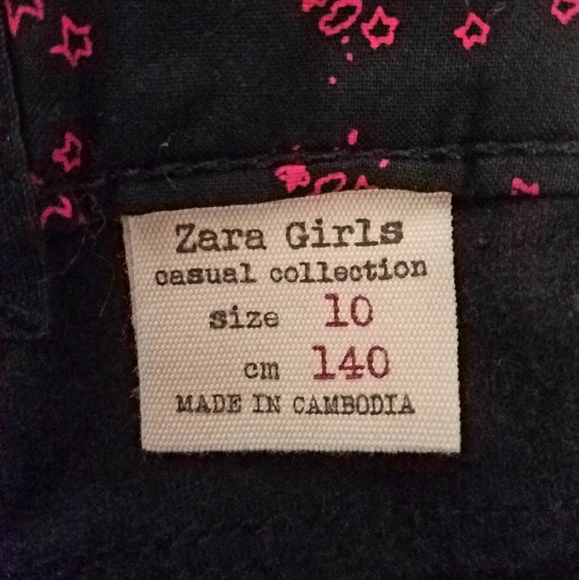 Zara Girls
casual collection
size 10
cm 140
MADE IN CAMBODIA